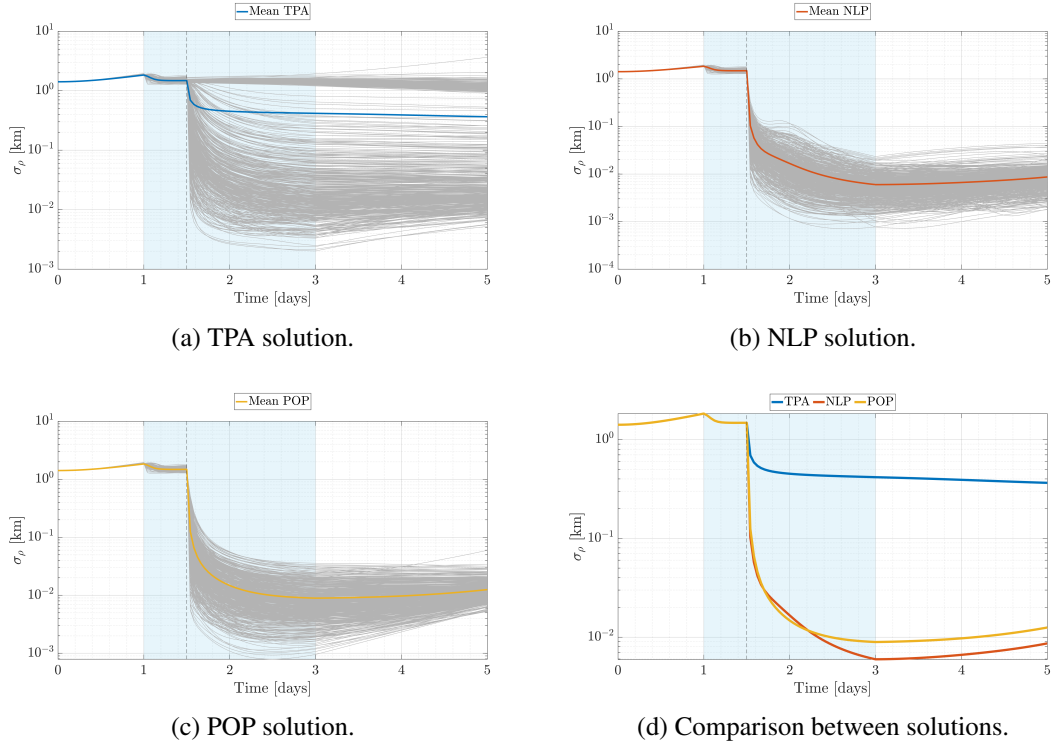 Mean TPA
10^1
10^0
10^-1
10^-2
10^-3
σ_ρ [km]
0 1 2 3 4 5
Time [days]
(a) TPA solution.
Mean NLP
10^1
10^0
10^-1
10^-2
10^-3
10^-4
σ_ρ [km]
0 1 2 3 4 5
Time [days]
(b) NLP solution.
Mean POP
10^1
10^0
10^-1
10^-2
10^-3
σ_ρ [km]
0 1 2 3 4 5
Time [days]
(c) POP solution.
TPA NLP POP
10^0
10^-1
10^-2
σ_ρ [km]
0 1 2 3 4 5
Time [days]
(d) Comparison between solutions.